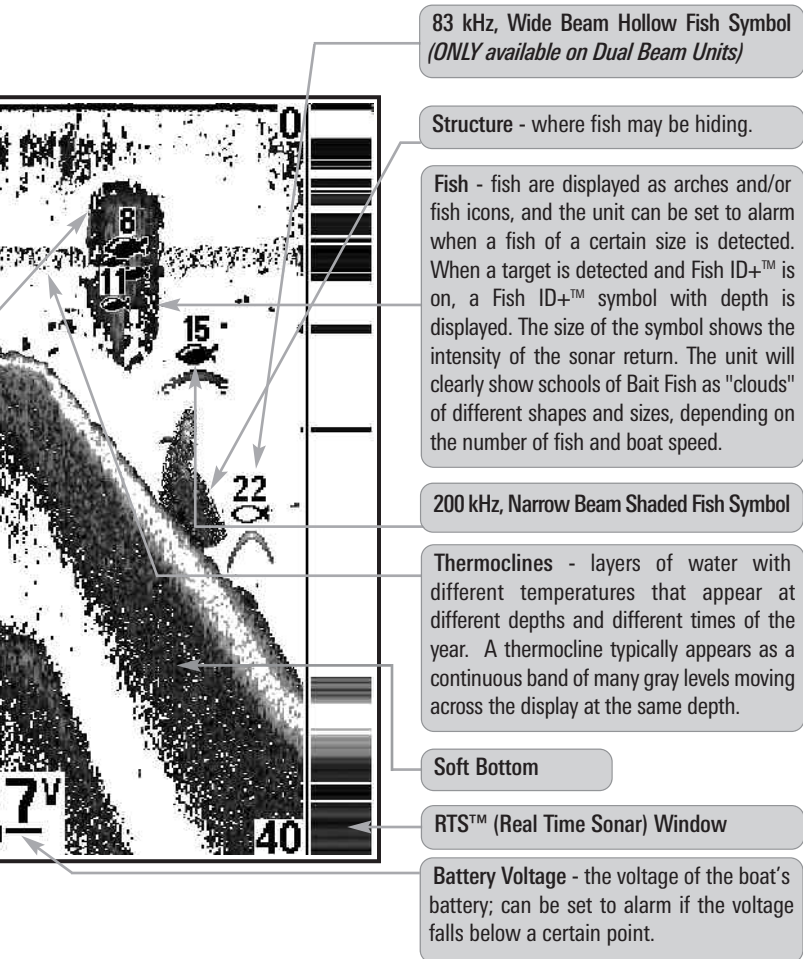 83 kHz, Wide Beam Hollow Fish Symbol
(ONLY available on Dual Beam Units)
Structure - where fish may be hiding.
Fish - fish are displayed as arches and/or
fish icons, and the unit can be set to alarm
when a fish of a certain size is detected.
When a target is detected and Fish ID+™ is
on, a Fish ID+™ symbol with depth is
displayed. The size of the symbol shows the
intensity of the sonar return. The unit will
clearly show schools of Bait Fish as "clouds"
of different shapes and sizes, depending on
the number of fish and boat speed.
200 kHz, Narrow Beam Shaded Fish Symbol
Thermoclines - layers of water with
different temperatures that appear at
different depths and different times of the
year. A thermocline typically appears as a
continuous band of many gray levels moving
across the display at the same depth.
Soft Bottom
RTS™ (Real Time Sonar) Window
Battery Voltage - the voltage of the boat's
battery; can be set to alarm if the voltage
falls below a certain point.
0
8
11
15
22
7V
40